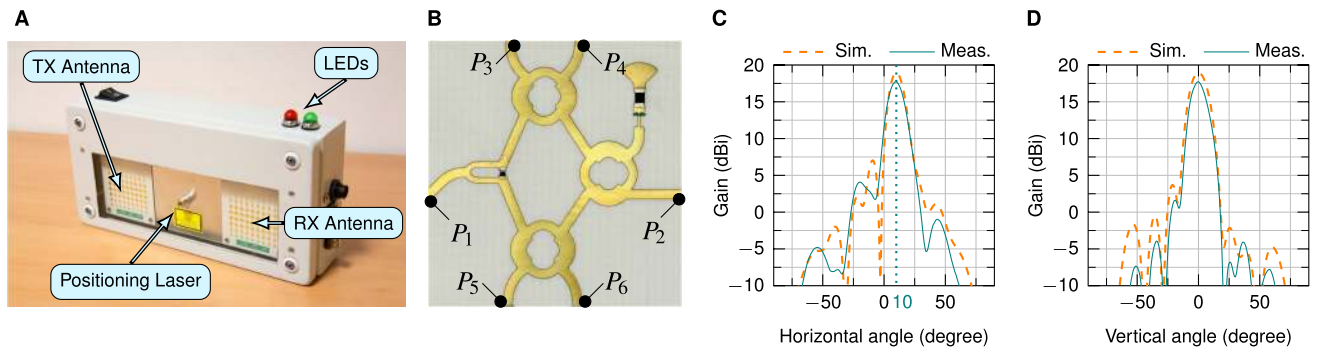 A
TX Antenna
LEDs
RX Antenna
Positioning Laser
B
P3
P4
P1
P2
P5
P6
C
Sim.
Meas.
20
15
10
5
0
−5
−10
Gain (dBi)
−50
0
10
50
Horizontal angle (degree)
D
Sim.
Meas.
20
15
10
5
0
−5
−10
Gain (dBi)
−50
0
50
Vertical angle (degree)